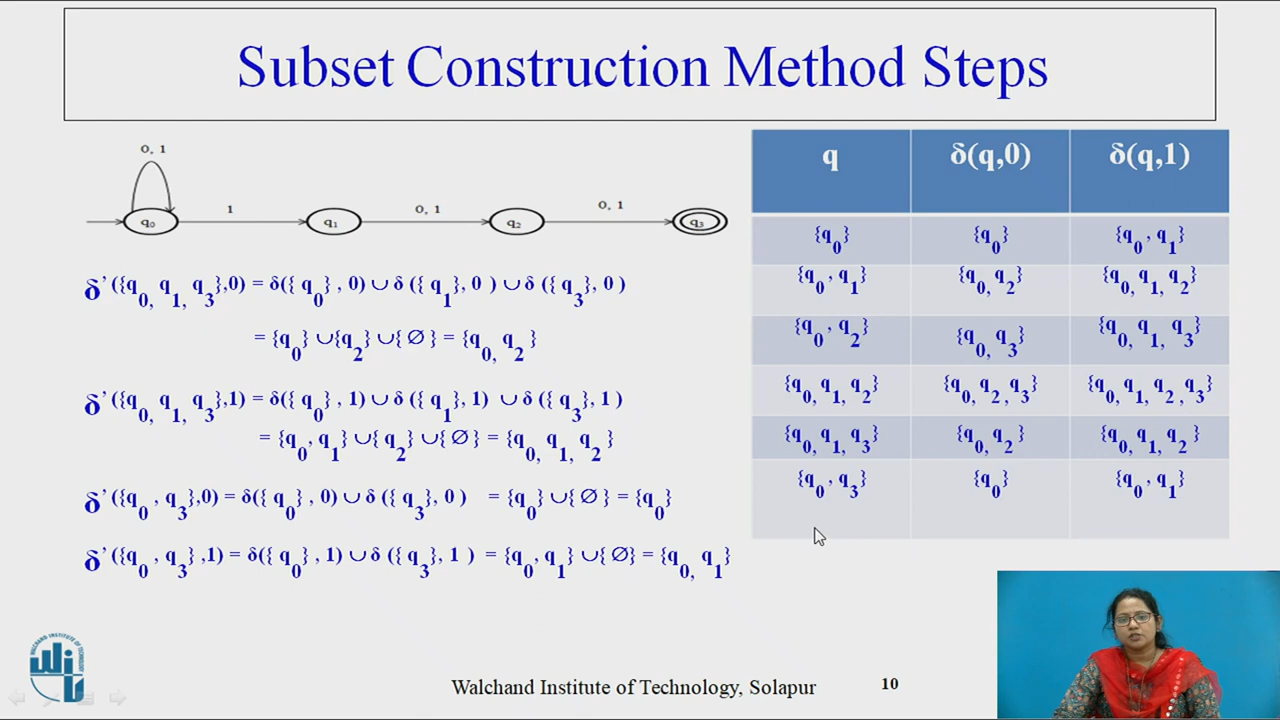 Subset Construction Method Steps
0, 1
1
0, 1
0, 1
q0
q1
q2
q3
δ’({q0, q1, q3},0) = δ({ q0} , 0) ∪ δ ({ q1}, 0 ) ∪ δ ({ q3}, 0 )
= {q0} ∪{q2} ∪{ ∅ } = {q0, q2 }
δ’({q0, q1, q3},1) = δ({ q0} , 1) ∪ δ ({ q1}, 1) ∪ δ ({ q3}, 1 )
= {q0, q1} ∪{ q2} ∪{ ∅ } = {q0, q1, q2 }
δ’({q0 , q3},0) = δ({ q0} , 0) ∪ δ ({ q3}, 0 ) = {q0} ∪{ ∅ } = {q0}
δ’({q0 , q3} ,1) = δ({ q0} , 1) ∪ δ ({ q3}, 1 ) = {q0, q1} ∪{ ∅} = {q0, q1}
q δ(q,0) δ(q,1)
{q0} {q0} {q0 , q1}
{q0 , q1} {q0, q2} {q0, q1, q2}
{q0 , q2} {q0, q3} {q0, q1, q3}
{q0, q1, q2} {q0, q2 ,q3} {q0, q1, q2 ,q3}
{q0, q1, q3} {q0, q2} {q0, q1, q2}
{q0 , q3} {q0} {q0 , q1}
WALCHAND INSTITUTE OF TECHNOLOGY
Walchand Institute of Technology, Solapur
10